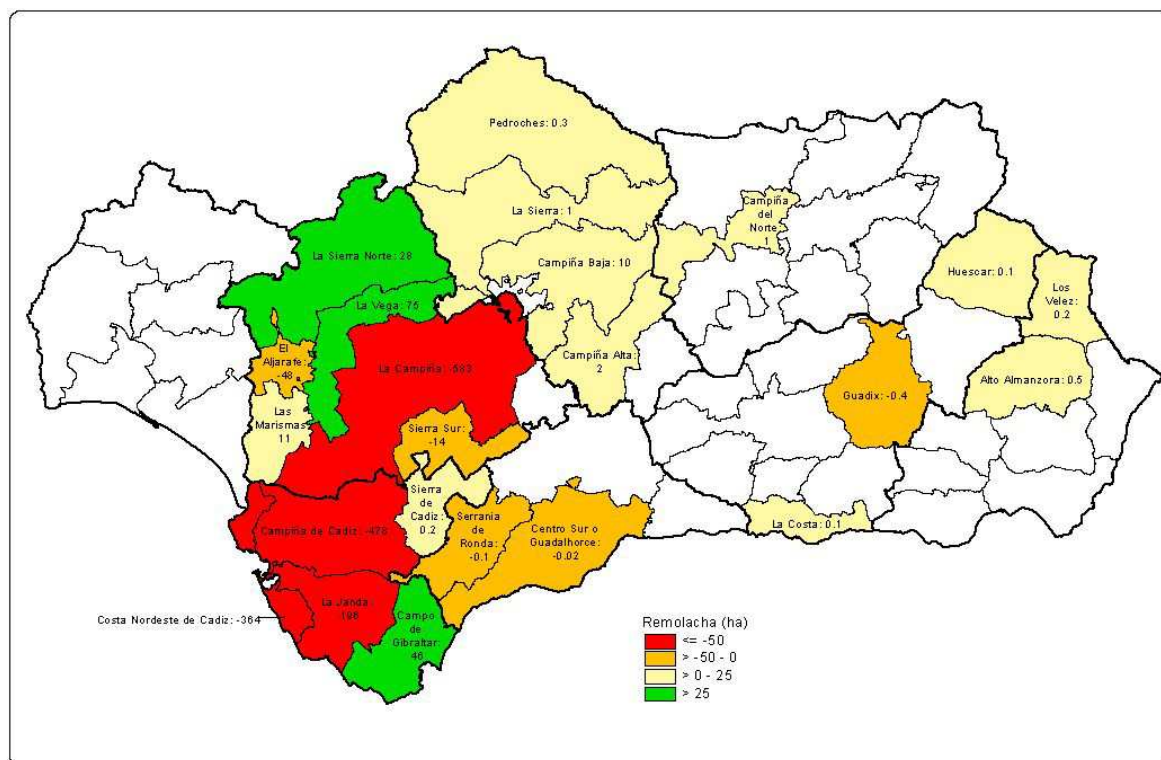 Pedroches: 0.3
La Sierra: 1
Campiña
del
Norte:
1
La Sierra Norte: 28
Campiña Baja: 10
Huescar: 0.1
Los
Velez:
0.2
La Vega: 75
El
Aljarafe:
-48
La Campiña: -583
Campiña Alta:
2
Alto Almanzora: 0.5
Guadix: -0.4
Las
Marismas:
11
Sierra Sur:
-14
Sierra
de
Cadiz:
0.2
Serrania
de
Ronda:
-0.1
Centro Sur o
Guadalhorce:
-0.02
La Costa: 0.1
Campiña de Cadiz: -478
La Janda:
Costa Nordeste de Cadiz: -364
Campo
de
Gibraltar:
46
Remolacha (ha)
<= -50
> -50 - 0
> 0 - 25
> 25